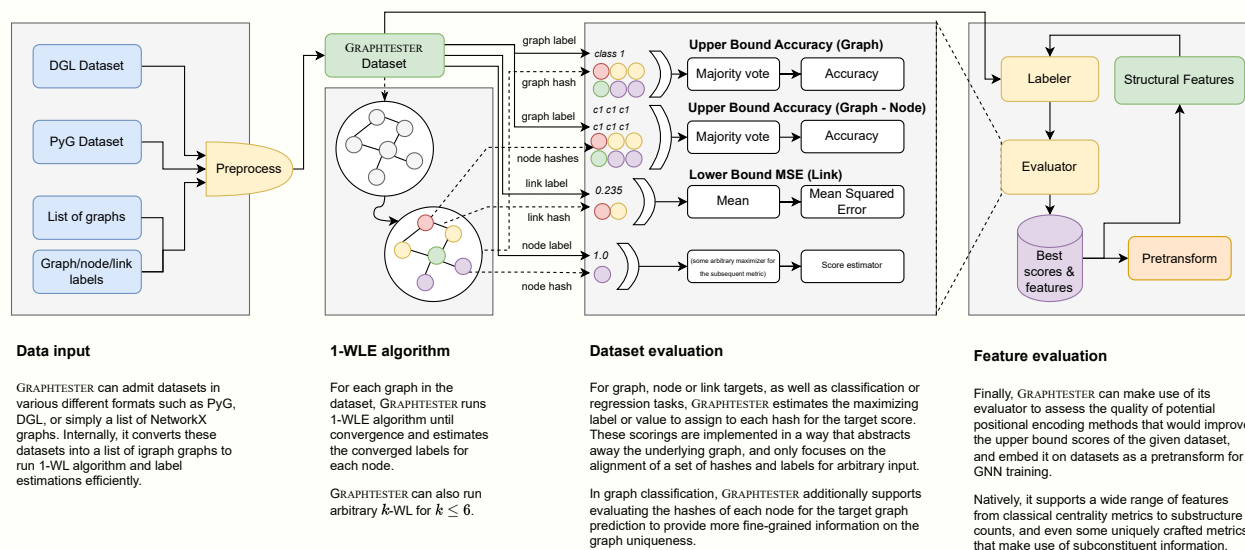 DGL Dataset
PyG Dataset
List of graphs
Graph/node/link
labels
Preprocess
GRAPHTESTER
Dataset
graph label
graph hash
graph label
node hashes
link label
link hash
node label
node hash
class 1
Upper Bound Accuracy (Graph)
Majority vote
Accuracy
c1 c1 c1
c1 c1 c1
Upper Bound Accuracy (Graph - Node)
Majority vote
Accuracy
0.235
Lower Bound MSE (Link)
Mean
Mean Squared
Error
1.0
(some arbitrary maximizer for
the subsequent metric)
Score estimator
Labeler
Structural Features
Evaluator
Best
scores &
features
Pretransform
Data input
GRAPHTESTER can admit datasets in
various different formats such as PyG,
DGL, or simply a list of NetworkX
graphs. Internally, it converts these
datasets into a list of igraph graphs to
run 1-WL algorithm and label
estimations efficiently.
1-WLE algorithm
For each graph in the
dataset, GRAPHTESTER runs
1-WLE algorithm until
convergence and estimates
the converged labels for
each node.
GRAPHTESTER can also run
arbitrary k-WL for k ≤ 6.
Dataset evaluation
For graph, node or link targets, as well as classification or
regression tasks, GRAPHTESTER estimates the maximizing
label or value to assign to each hash for the target score.
These scorings are implemented in a way that abstracts
away the underlying graph, and only focuses on the
alignment of a set of hashes and labels for arbitrary input.
In graph classification, GRAPHTESTER additionally supports
evaluating the hashes of each node for the target graph
prediction to provide more fine-grained information on the
graph uniqueness.
Feature evaluation
Finally, GRAPHTESTER can make use of its
evaluator to assess the quality of potential
positional encoding methods that would improve
the upper bound scores of the given dataset,
and embed it on datasets as a pretransform for
GNN training.
Natively, it supports a wide range of features
from classical centrality metrics to substructure
counts, and even some uniquely crafted metrics
that make use of subconstituent information.